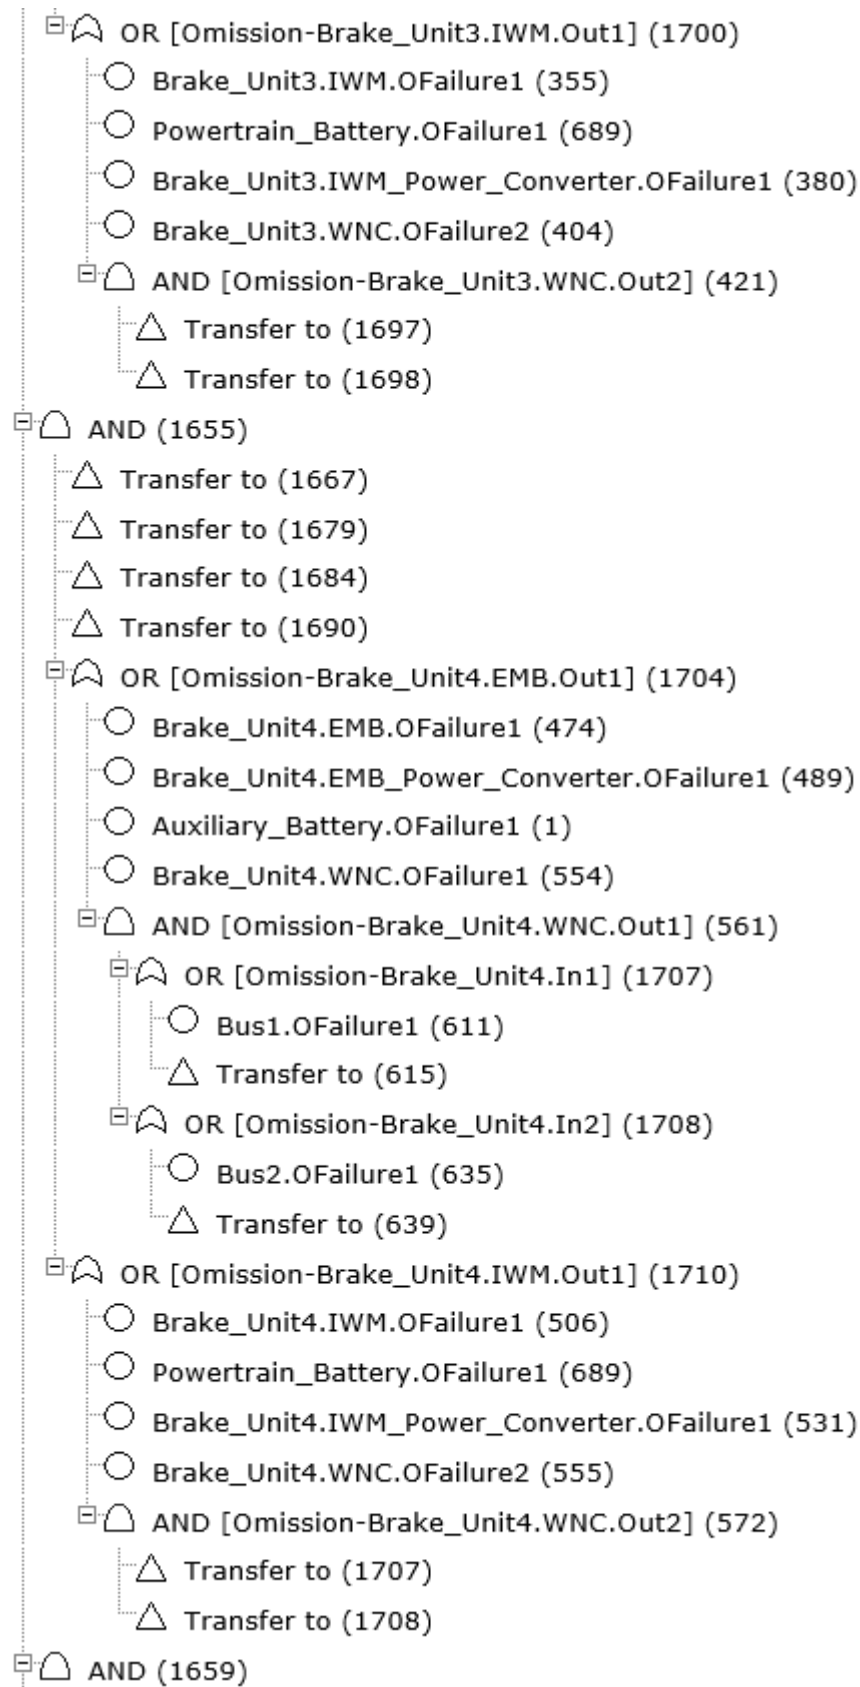 OR [Omission-Brake_Unit3.IWM.Out1] (1700)
Brake_Unit3.IWM.OFailure1 (355)
Powertrain_Battery.OFailure1 (689)
Brake_Unit3.IWM_Power_Converter.OFailure1 (380)
Brake_Unit3.WNC.OFailure2 (404)
AND [Omission-Brake_Unit3.WNC.Out2] (421)
Transfer to (1697)
Transfer to (1698)
AND (1655)
Transfer to (1667)
Transfer to (1679)
Transfer to (1684)
Transfer to (1690)
OR [Omission-Brake_Unit4.EMB.Out1] (1704)
Brake_Unit4.EMB.OFailure1 (474)
Brake_Unit4.EMB_Power_Converter.OFailure1 (489)
Auxiliary_Battery.OFailure1 (1)
Brake_Unit4.WNC.OFailure1 (554)
AND [Omission-Brake_Unit4.WNC.Out1] (561)
OR [Omission-Brake_Unit4.In1] (1707)
Bus1.OFailure1 (611)
Transfer to (615)
OR [Omission-Brake_Unit4.In2] (1708)
Bus2.OFailure1 (635)
Transfer to (639)
OR [Omission-Brake_Unit4.IWM.Out1] (1710)
Brake_Unit4.IWM.OFailure1 (506)
Powertrain_Battery.OFailure1 (689)
Brake_Unit4.IWM_Power_Converter.OFailure1 (531)
Brake_Unit4.WNC.OFailure2 (555)
AND [Omission-Brake_Unit4.WNC.Out2] (572)
Transfer to (1707)
Transfer to (1708)
AND (1659)